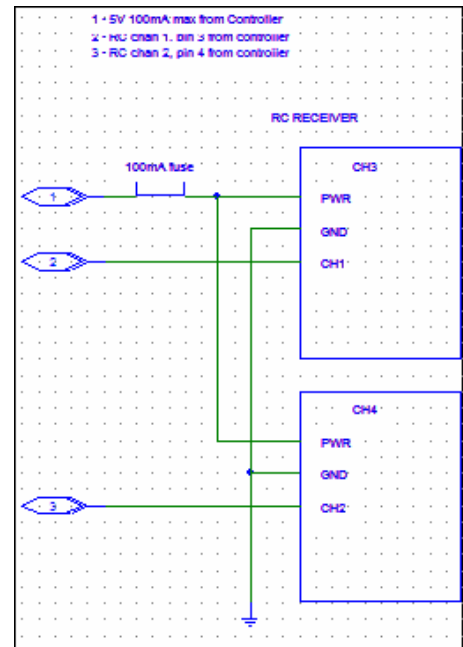 1 - 5V 100mA max from Controller
2 - RC chan 1, pin 3 from controller
3 - RC chan 2, pin 4 from controller
RC RECEIVER
100mA fuse
CH3
1
PWR
GND
2
CH1
CH4
PWR
GND
3
CH2